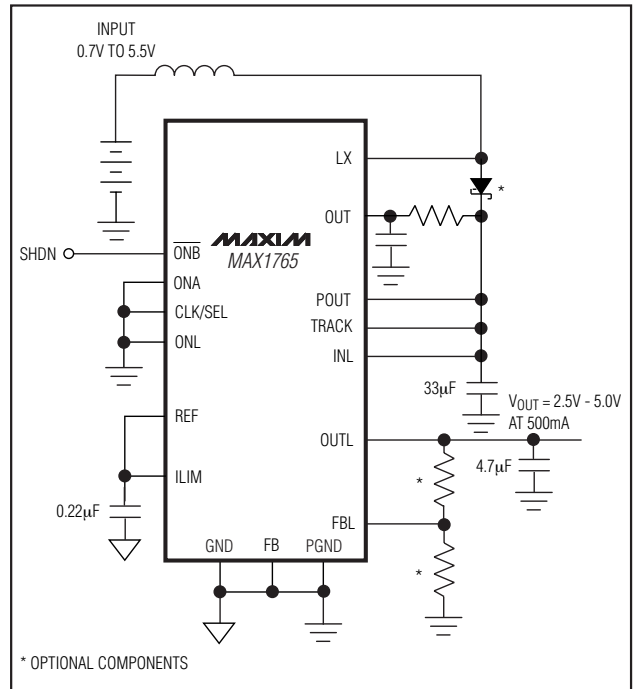 INPUT
0.7V TO 5.5V
LX
*
OUT
SHDN
ONB
MAXIM
MAX1765
ONA
CLK/SEL
ONL
POUT
TRACK
INL
33µF
VOUT = 2.5V - 5.0V
AT 500mA
REF
OUTL
4.7µF
ILIM
*
0.22µF
FBL
*
GND
FB
PGND
* OPTIONAL COMPONENTS